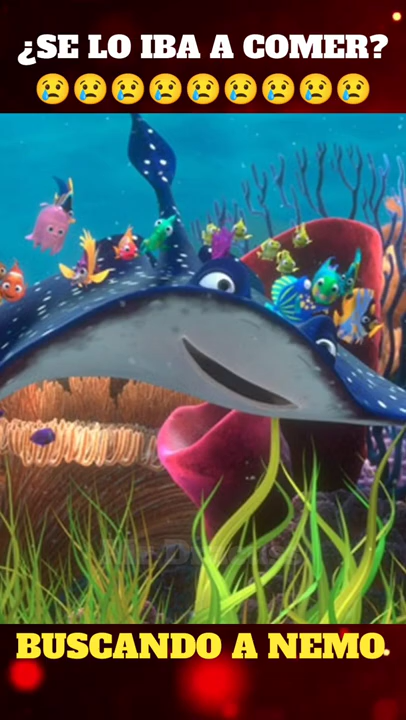 ¿SE LO IBA A COMER?
😢😢😢😢😢😢😢😢😢
BUSCANDO A NEMO